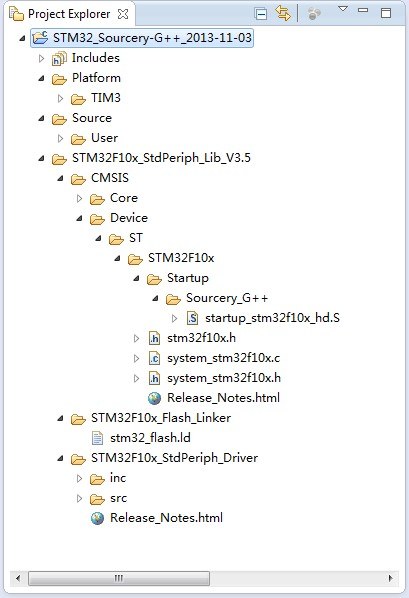 Project Explorer
STM32_Sourcery-G++_2013-11-03
Includes
Platform
TIM3
Source
User
STM32F10x_StdPeriph_Lib_V3.5
CMSIS
Core
Device
ST
STM32F10x
Startup
Sourcery_G++
startup_stm32f10x_hd.S
stm32f10x.h
system_stm32f10x.c
system_stm32f10x.h
Release_Notes.html
STM32F10x_Flash_Linker
stm32_flash.ld
STM32F10x_StdPeriph_Driver
inc
src
Release_Notes.html